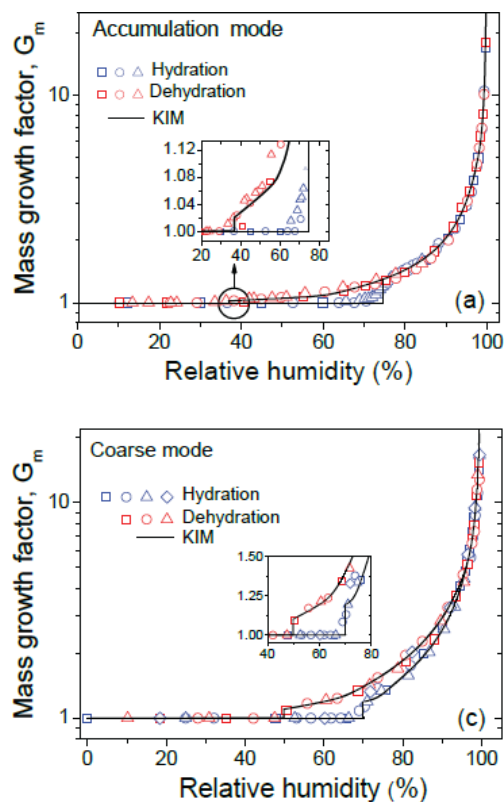 Mass growth factor, Gm
10
1
Accumulation mode
Hydration
Dehydration
KIM
1.12
1.08
1.04
1.00
20 40 60 80
(a)
0 20 40 60 80 100
Relative humidity (%)
Mass growth factor, Gm
10
1
Coarse mode
Hydration
Dehydration
KIM
1.50
1.25
1.00
40 60 80
(c)
0 20 40 60 80 100
Relative humidity (%)